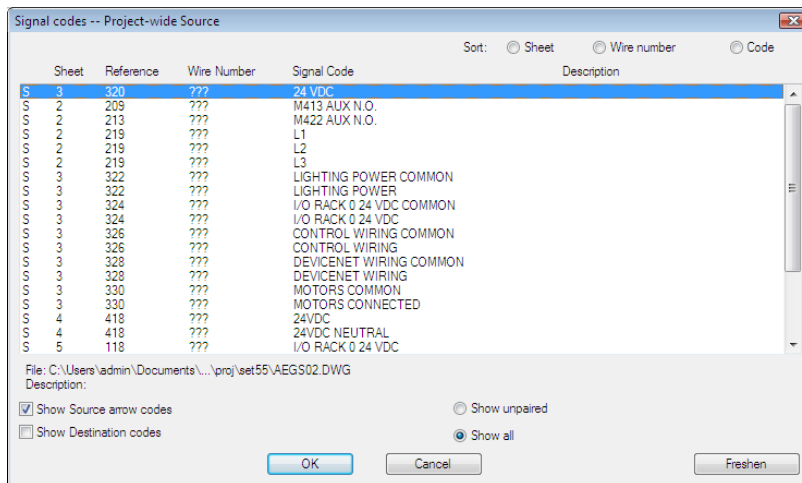 Signal codes -- Project-wide Source
Sort: Sheet Wire number Code
Sheet Reference Wire Number Signal Code Description
S 3 320 ??? 24 VDC
S 2 209 ??? M413 AUX N.O.
S 2 213 ??? M422 AUX N.O.
S 2 219 ??? L1
S 2 219 ??? L2
S 2 219 ??? L3
S 3 322 ??? LIGHTING POWER COMMON
S 3 322 ??? LIGHTING POWER
S 3 324 ??? I/O RACK 0 24 VDC COMMON
S 3 324 ??? I/O RACK 0 24 VDC
S 3 326 ??? CONTROL WIRING COMMON
S 3 326 ??? CONTROL WIRING
S 3 328 ??? DEVICENET WIRING COMMON
S 3 328 ??? DEVICENET WIRING
S 3 330 ??? MOTORS COMMON
S 3 330 ??? MOTORS CONNECTED
S 4 418 ??? 24VDC
S 4 418 ??? 24VDC NEUTRAL
S 5 118 ??? I/O RACK 0 24 VDC
File: C:\Users\admin\Documents\...\proj\set55\AEGS02.DWG
Description:
Show Source arrow codes Show unpaired
Show Destination codes Show all
OK Cancel Freshen